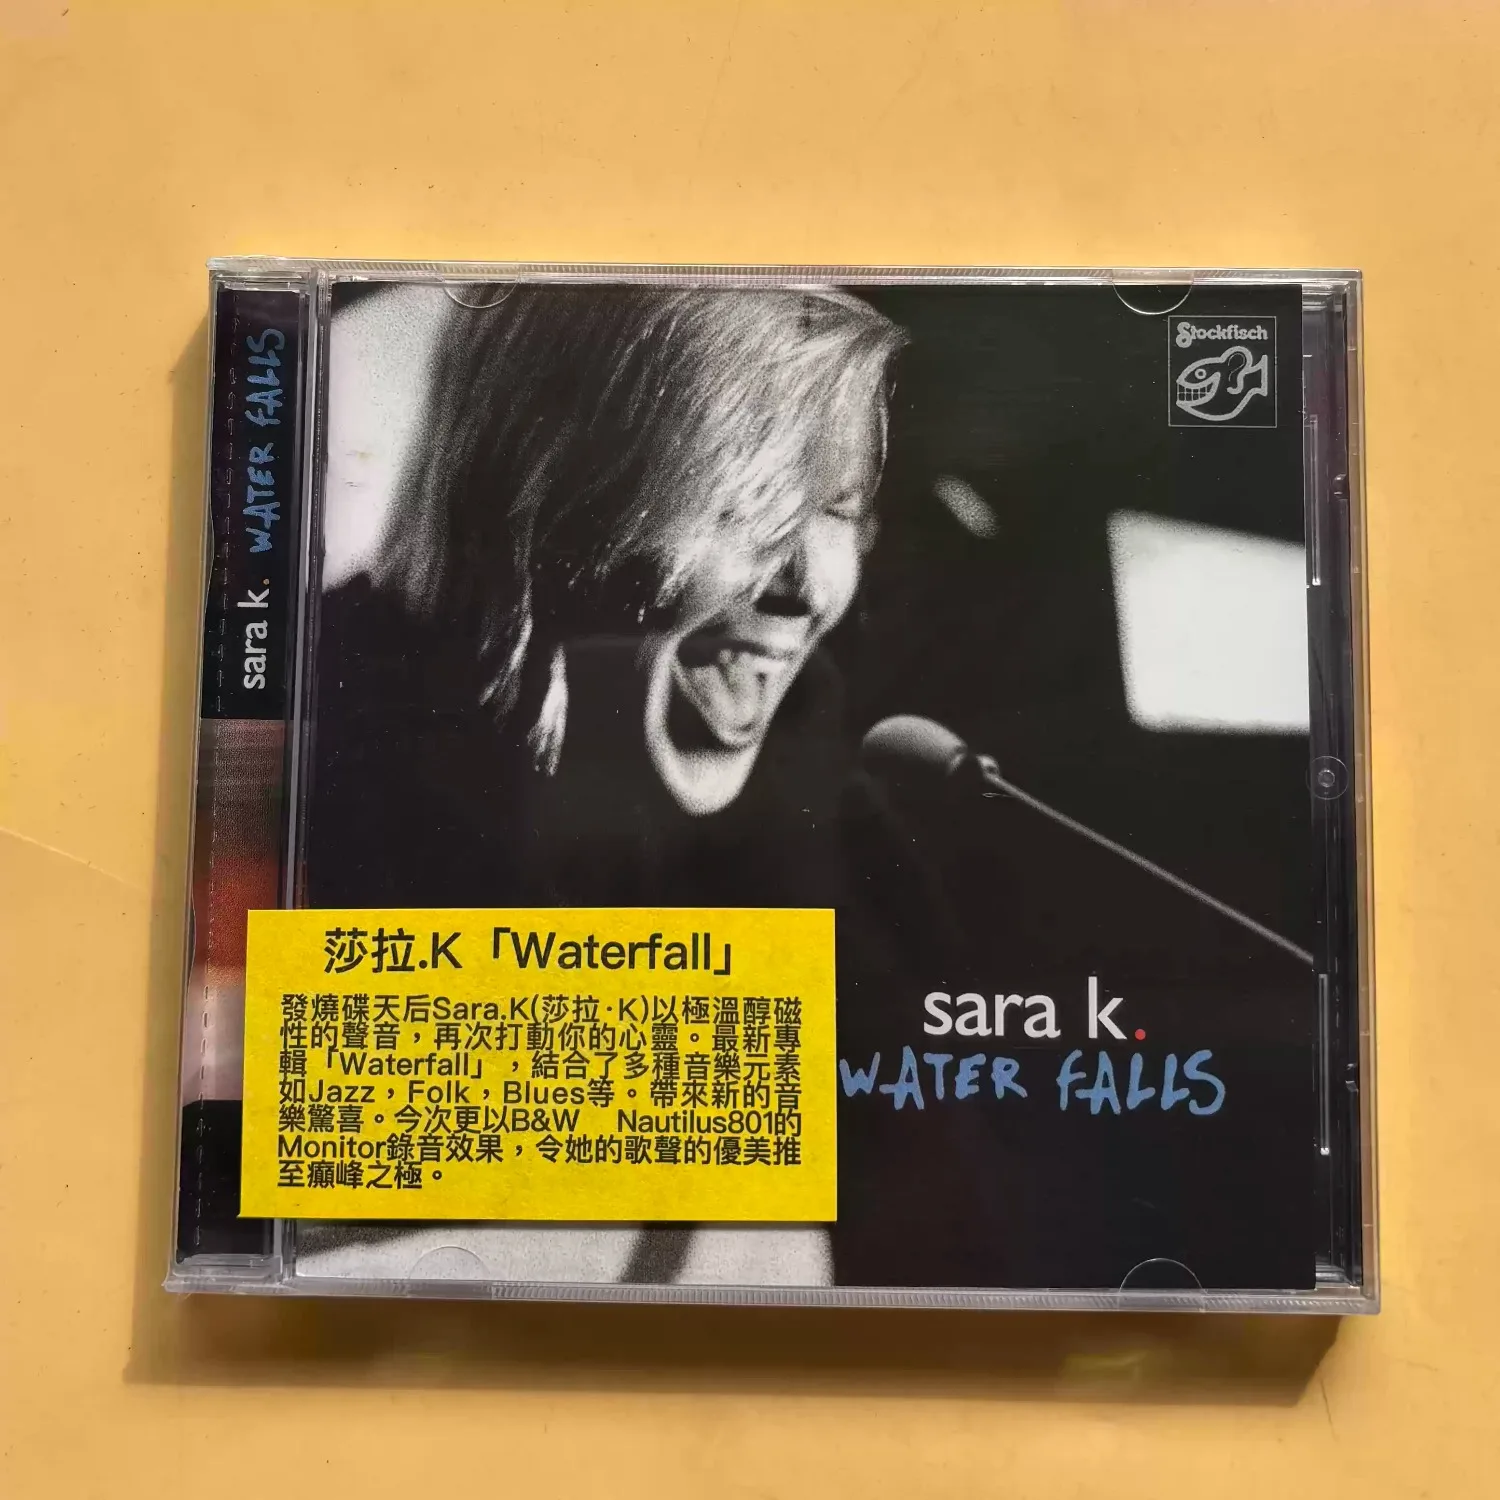 sara k. WATER FALLS
Stockfisch
sara k.
WATER FALLS
莎拉.K「Waterfall」
發燒碟天后Sara.K(莎拉·K)以極溫醇磁
性的聲音，再次打動你的心靈。最新專
輯「Waterfall」，結合了多種音樂元素
如Jazz，Folk，Blues等。帶來新的音
樂驚喜。今次更以B&W Nautilus801的
Monitor錄音效果，令她的歌聲的優美推
至癲峰之極。